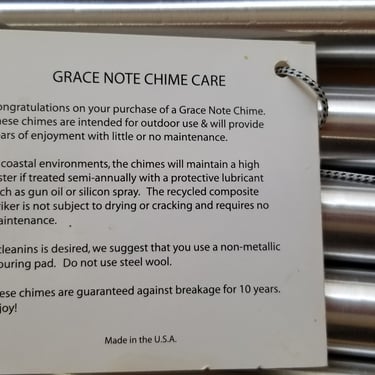 GRACE NOTE CHIME CARE
ongratulations on your purchase of a Grace Note Chime.
ese chimes are intended for outdoor use & will provide
ars of enjoyment with little or no maintenance.
coastal environments, the chimes will maintain a high
ster if treated semi-annually with a protective lubricant
ch as gun oil or silicon spray. The recycled composite
riker is not subject to drying or cracking and requires no
aintenance.
cleanins is desired, we suggest that you use a non-metallic
ouring pad. Do not use steel wool.
ese chimes are guaranteed against breakage for 10 years.
joy!
Made in the U.S.A.